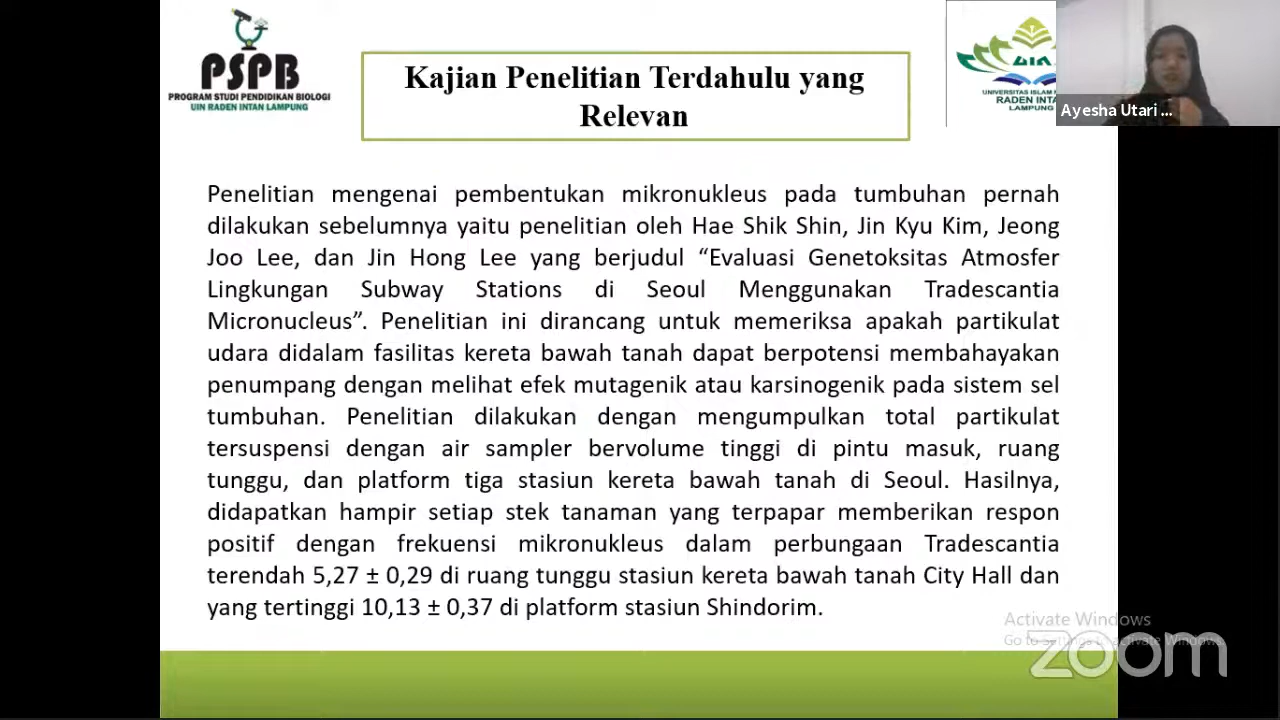 PSPB
PROGRAM STUDI PENDIDIKAN BIOLOGI
UIN RADEN INTAN LAMPUNG
Kajian Penelitian Terdahulu yang
Relevan
UNIVERSITAS ISLAM
RADEN INTA
LAMPUNG
Ayesha Utari ...
Penelitian mengenai pembentukan mikronukleus pada tumbuhan pernah
dilakukan sebelumnya yaitu penelitian oleh Hae Shik Shin, Jin Kyu Kim, Jeong
Joo Lee, dan Jin Hong Lee yang berjudul “Evaluasi Genetoksitas Atmosfer
Lingkungan Subway Stations di Seoul Menggunakan Tradescantia
Micronucleus”. Penelitian ini dirancang untuk memeriksa apakah partikulat
udara didalam fasilitas kereta bawah tanah dapat berpotensi membahayakan
penumpang dengan melihat efek mutagenik atau karsinogenik pada sistem sel
tumbuhan. Penelitian dilakukan dengan mengumpulkan total partikulat
tersuspensi dengan air sampler bervolume tinggi di pintu masuk, ruang
tunggu, dan platform tiga stasiun kereta bawah tanah di Seoul. Hasilnya,
didapatkan hampir setiap stek tanaman yang terpapar memberikan respon
positif dengan frekuensi mikronukleus dalam perbungaan Tradescantia
terendah 5,27 ± 0,29 di ruang tunggu stasiun kereta bawah tanah City Hall dan
yang tertinggi 10,13 ± 0,37 di platform stasiun Shindorim.
Activate Windows
Go to Settings to activate Windows.
zoom